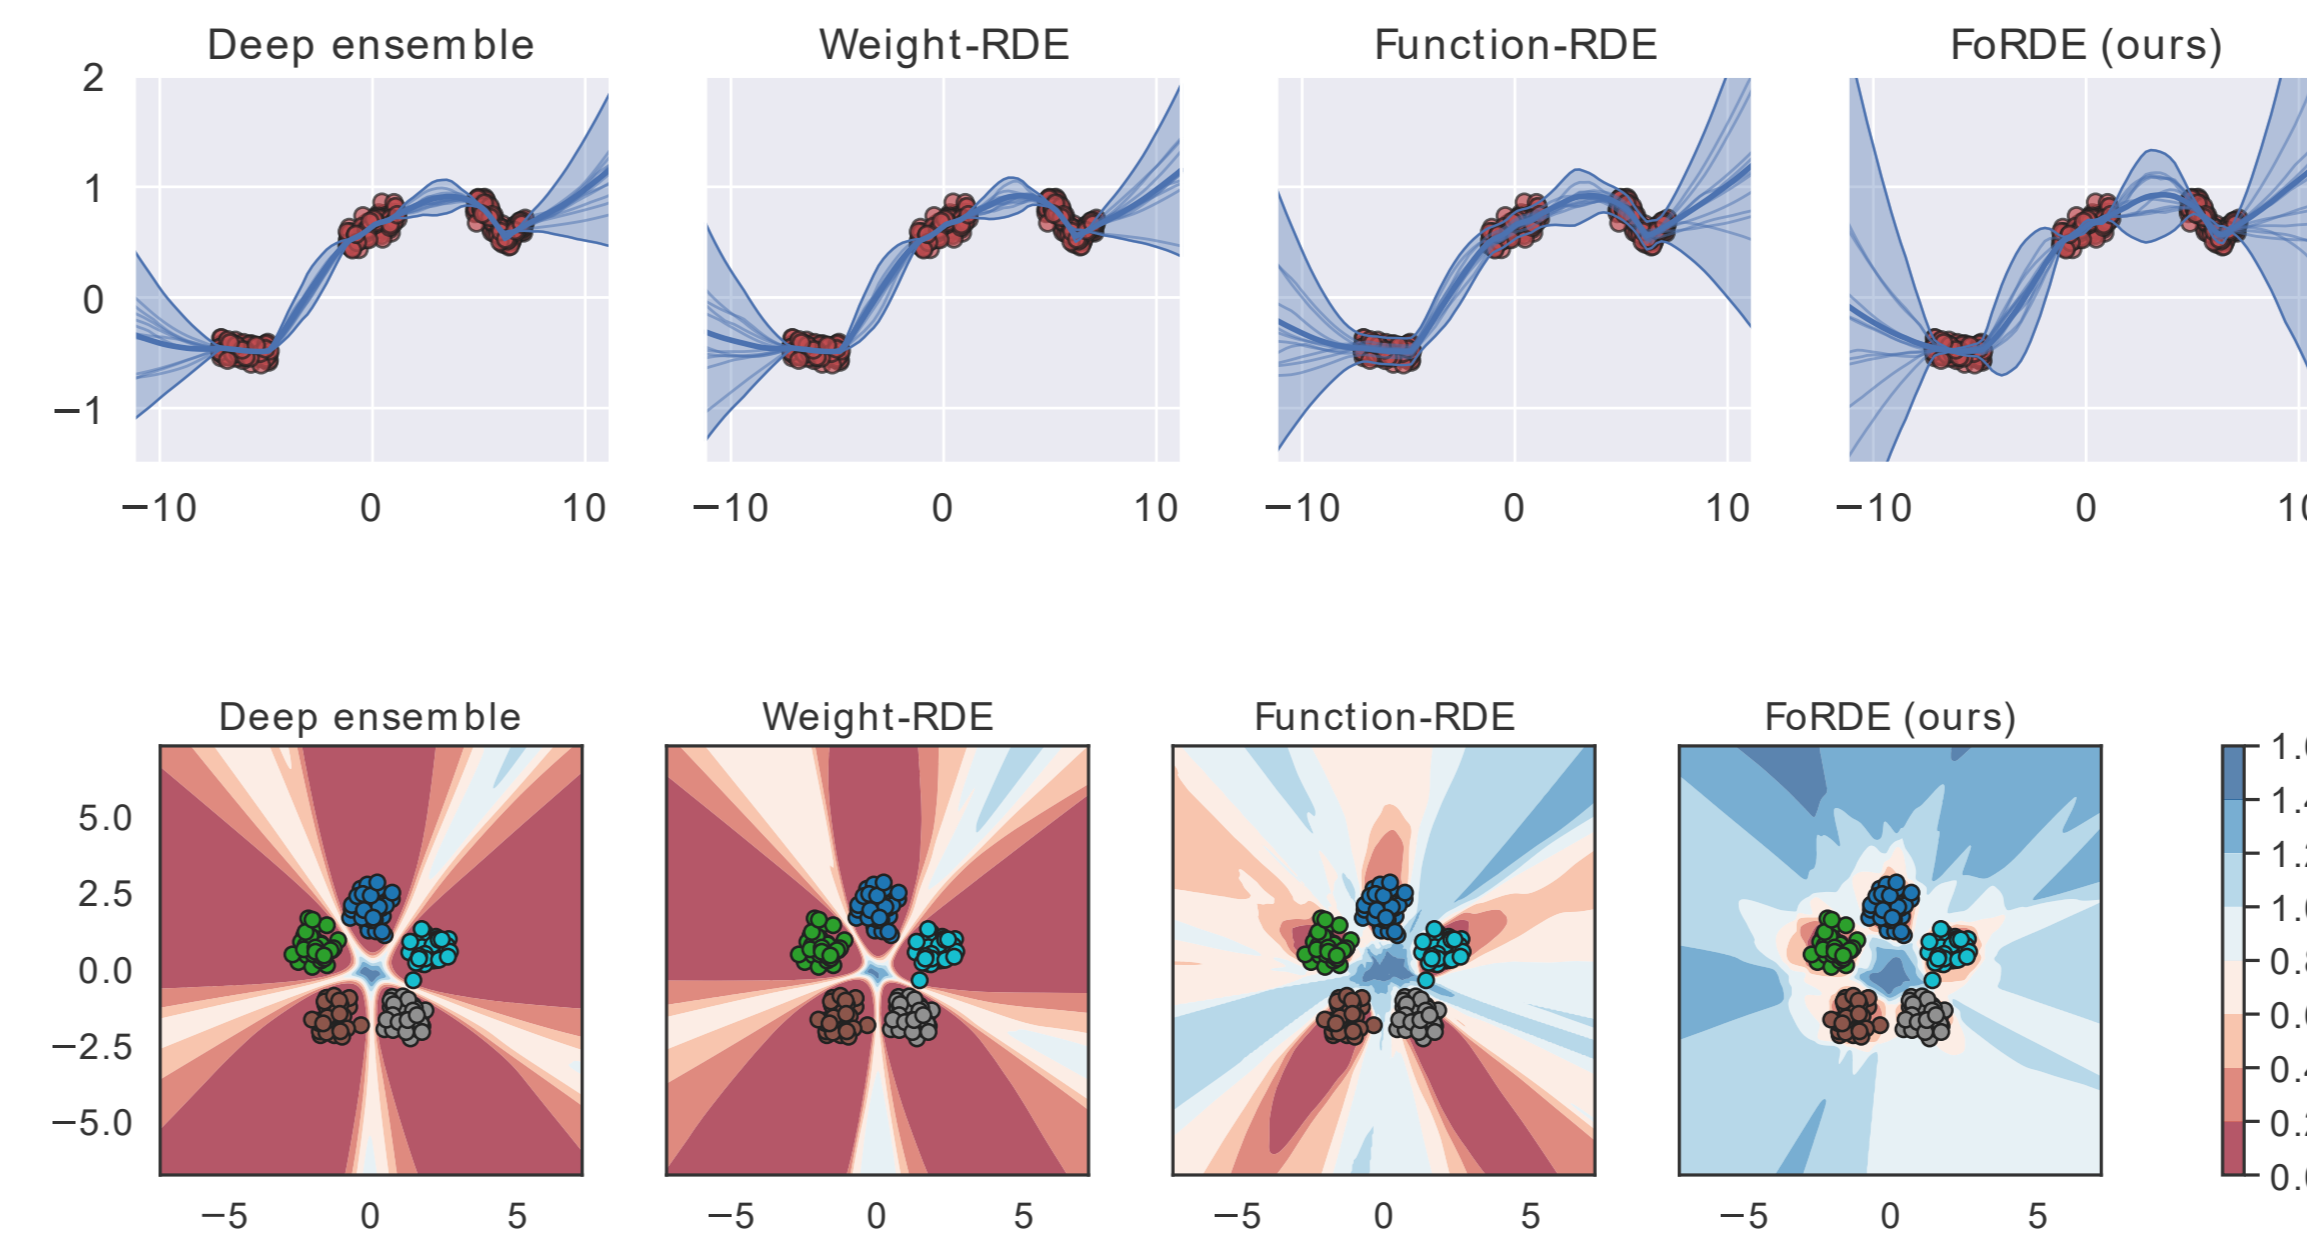 Deep ensemble Weight-RDE Function-RDE FoRDE (ours)
2
1
0
−1
−10 0 10 −10 0 10 −10 0 10 −10 0
Deep ensemble Weight-RDE Function-RDE FoRDE (ours)
5.0
2.5
0.0
−2.5
−5.0
−5 0 5 −5 0 5 −5 0 5 −5 0 5